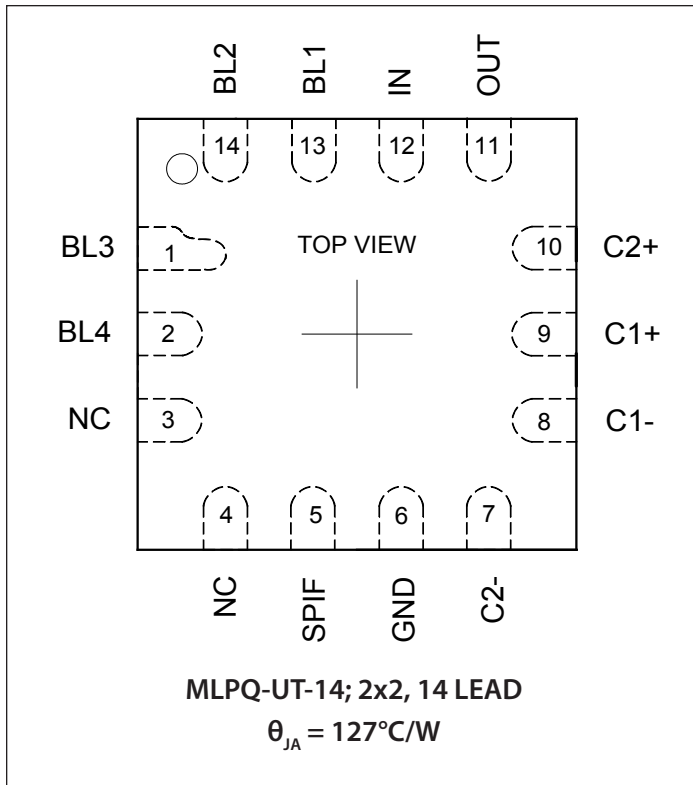 BL2 BL1 IN OUT
14 13 12 11
BL3 1 TOP VIEW 10 C2+
BL4 2 9 C1+
NC 3 8 C1-
4 5 6 7
NC SPIF GND C2-
MLPQ-UT-14; 2x2, 14 LEAD
θJA = 127°C/W